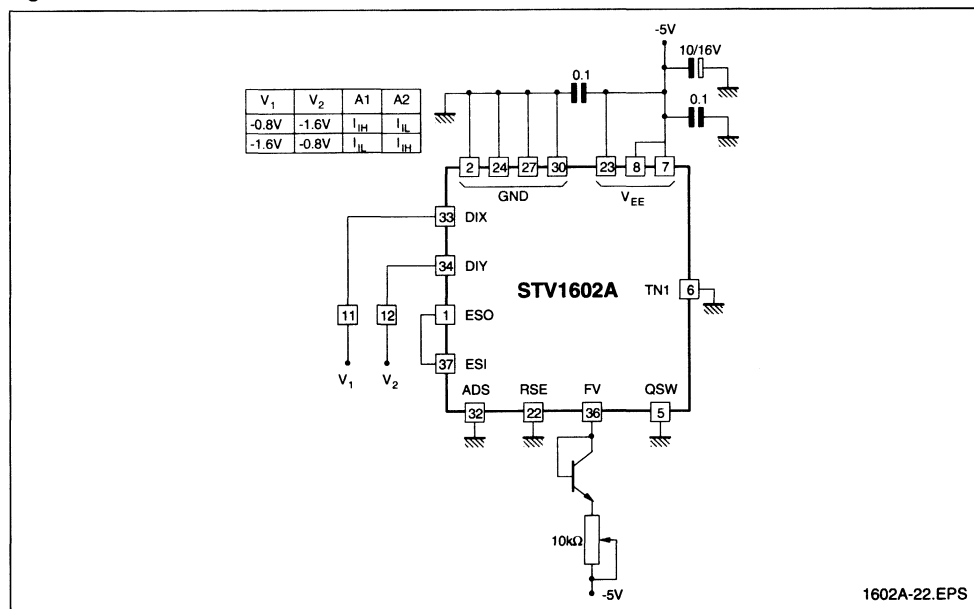 -5V
10/16V
0.1
0.1
V1 V2 A1 A2
-0.8V -1.6V IIH IIL
-1.6V -0.8V IIL IIH
2 24 27 30 23 8 7
GND VEE
33 DIX
34 DIY
STV1602A
TN1 6
11 12
1 ESO
37 ESI
V1 V2
ADS RSE FV QSW
32 22 36 5
10kΩ
-5V
1602A-22.EPS